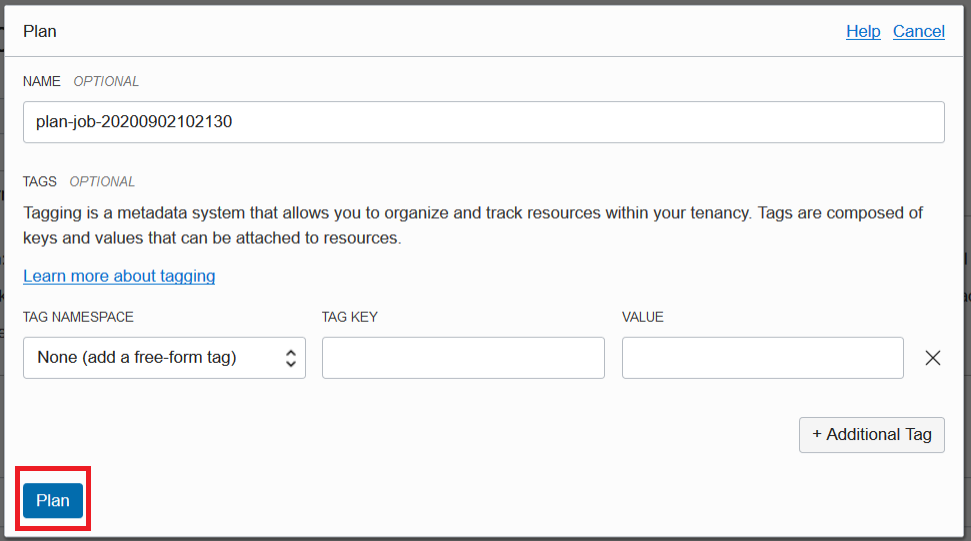 Plan Help Cancel
NAME OPTIONAL
plan-job-20200902102130
TAGS OPTIONAL
Tagging is a metadata system that allows you to organize and track resources within your tenancy. Tags are composed of
keys and values that can be attached to resources.
Learn more about tagging
TAG NAMESPACE TAG KEY VALUE
None (add a free-form tag)
+ Additional Tag
Plan